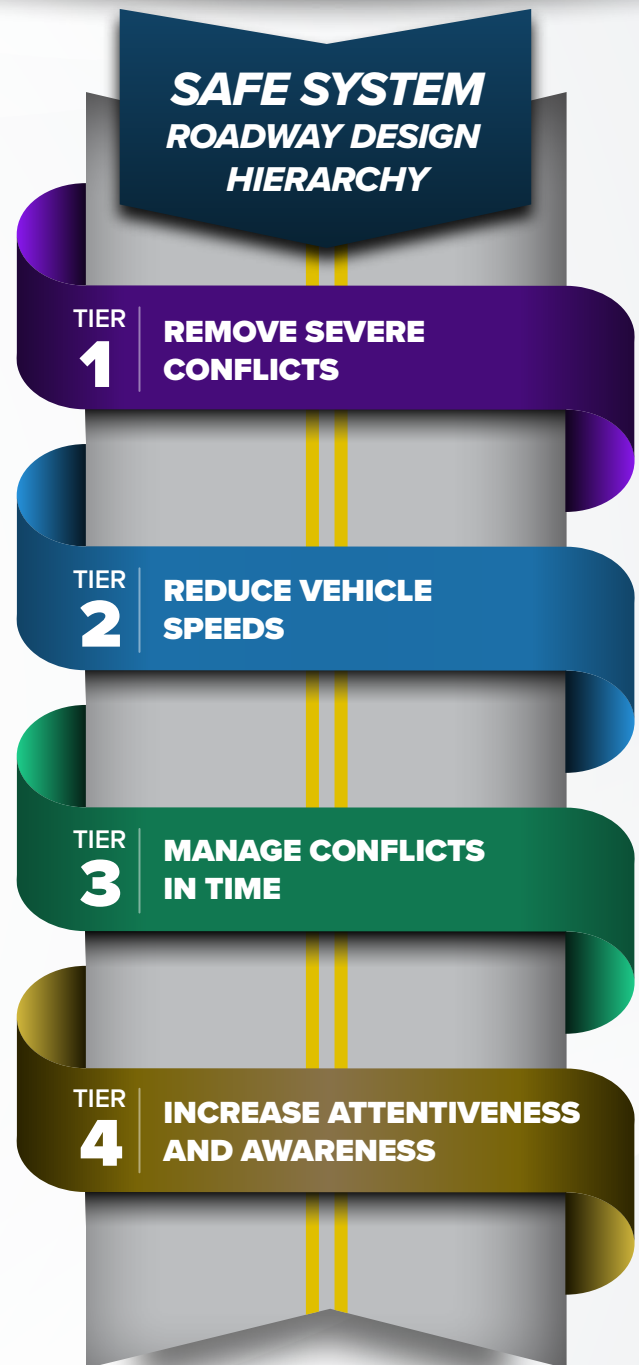 SAFE SYSTEM
ROADWAY DESIGN
HIERARCHY
TIER
1
REMOVE SEVERE
CONFLICTS
TIER
2
REDUCE VEHICLE
SPEEDS
TIER
3
MANAGE CONFLICTS
IN TIME
TIER
4
INCREASE ATTENTIVENESS
AND AWARENESS